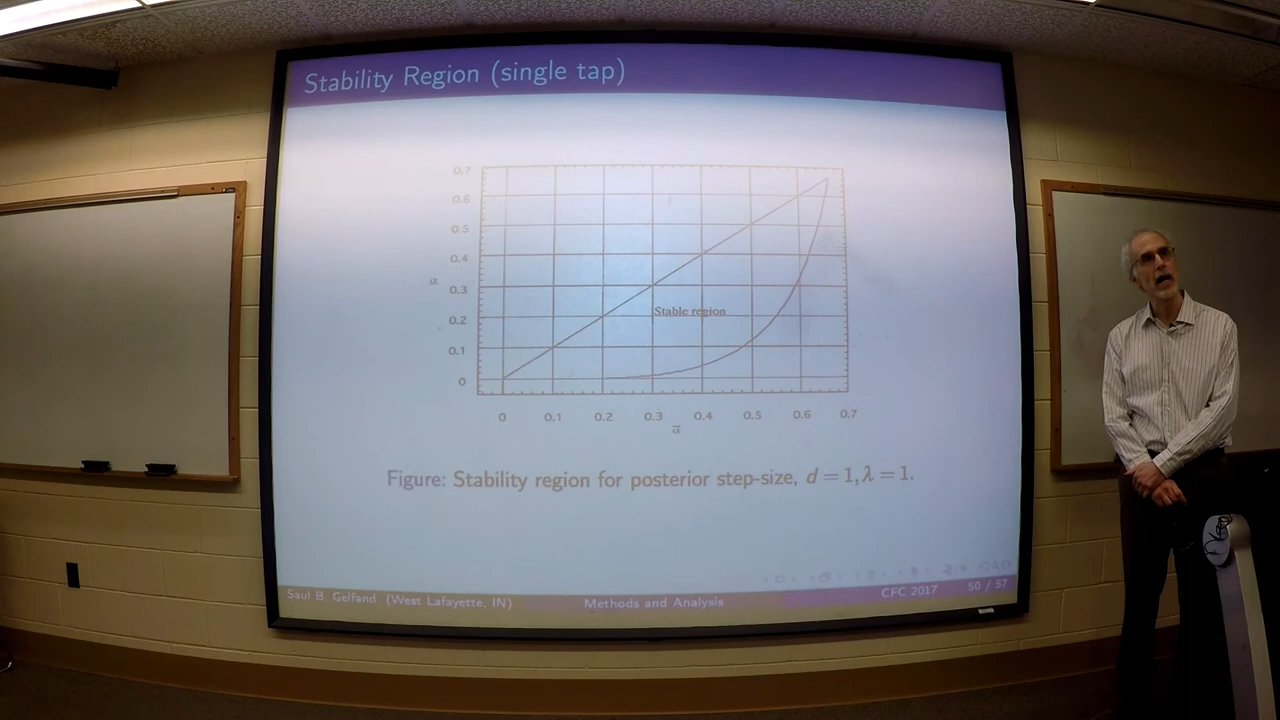 Stability Region (single tap)
0.7
0.6
0.5
0.4
α
0.3
Stable region
0.2
0.1
0
0 0.1 0.2 0.3 0.4 0.5 0.6 0.7
α̅
Figure: Stability region for posterior step-size, d = 1, λ = 1.
Saul B. Gelfand (West Lafayette, IN) Methods and Analysis CFC 2017 50 / 57